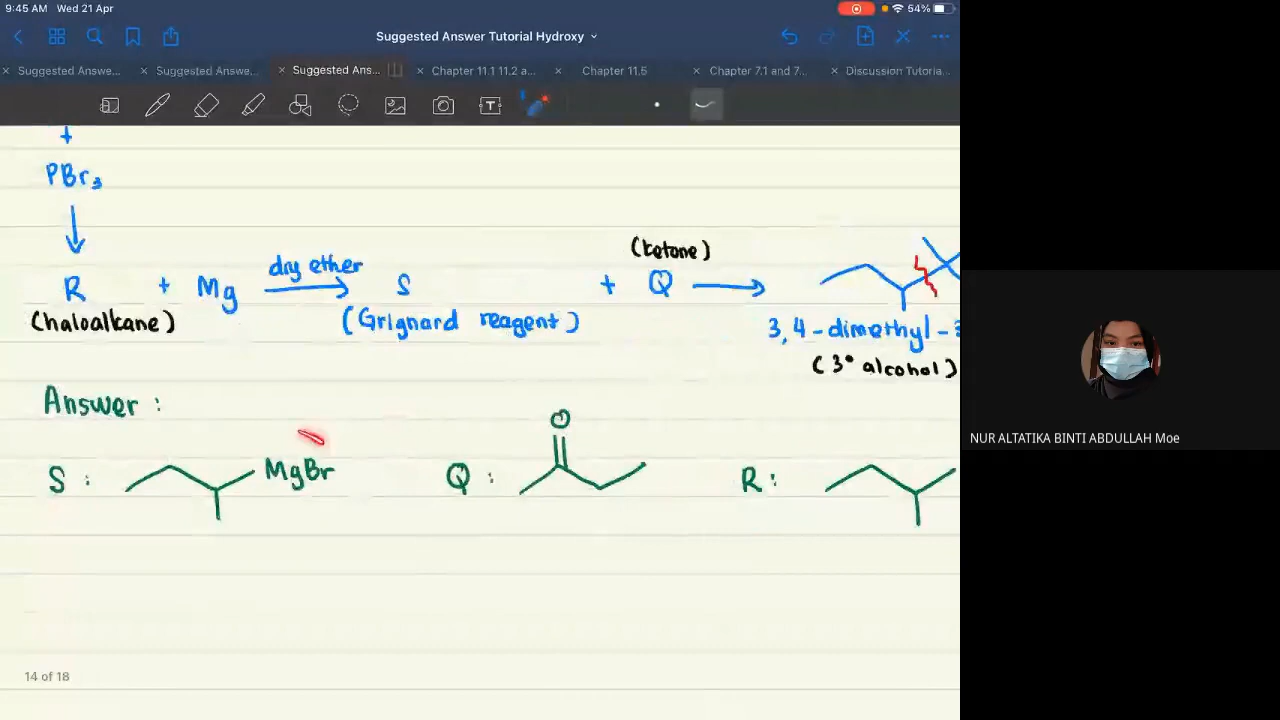 9:45 AM Wed 21 Apr
54%
Suggested Answer Tutorial Hydroxy
Suggested Answe...
Suggested Answe...
Suggested Ans...
Chapter 11.1 11.2 a...
Chapter 11.5
Chapter 7.1 and 7...
Discussion Tutoria...
+
PBr3
R + Mg dry ether S + Q
(ketone)
(haloalkane) (Grignard reagent) 3,4-dimethyl-3
(3° alcohol)
Answer :
S : MgBr Q : O R :
NUR ALTATIKA BINTI ABDULLAH Moe
14 of 18